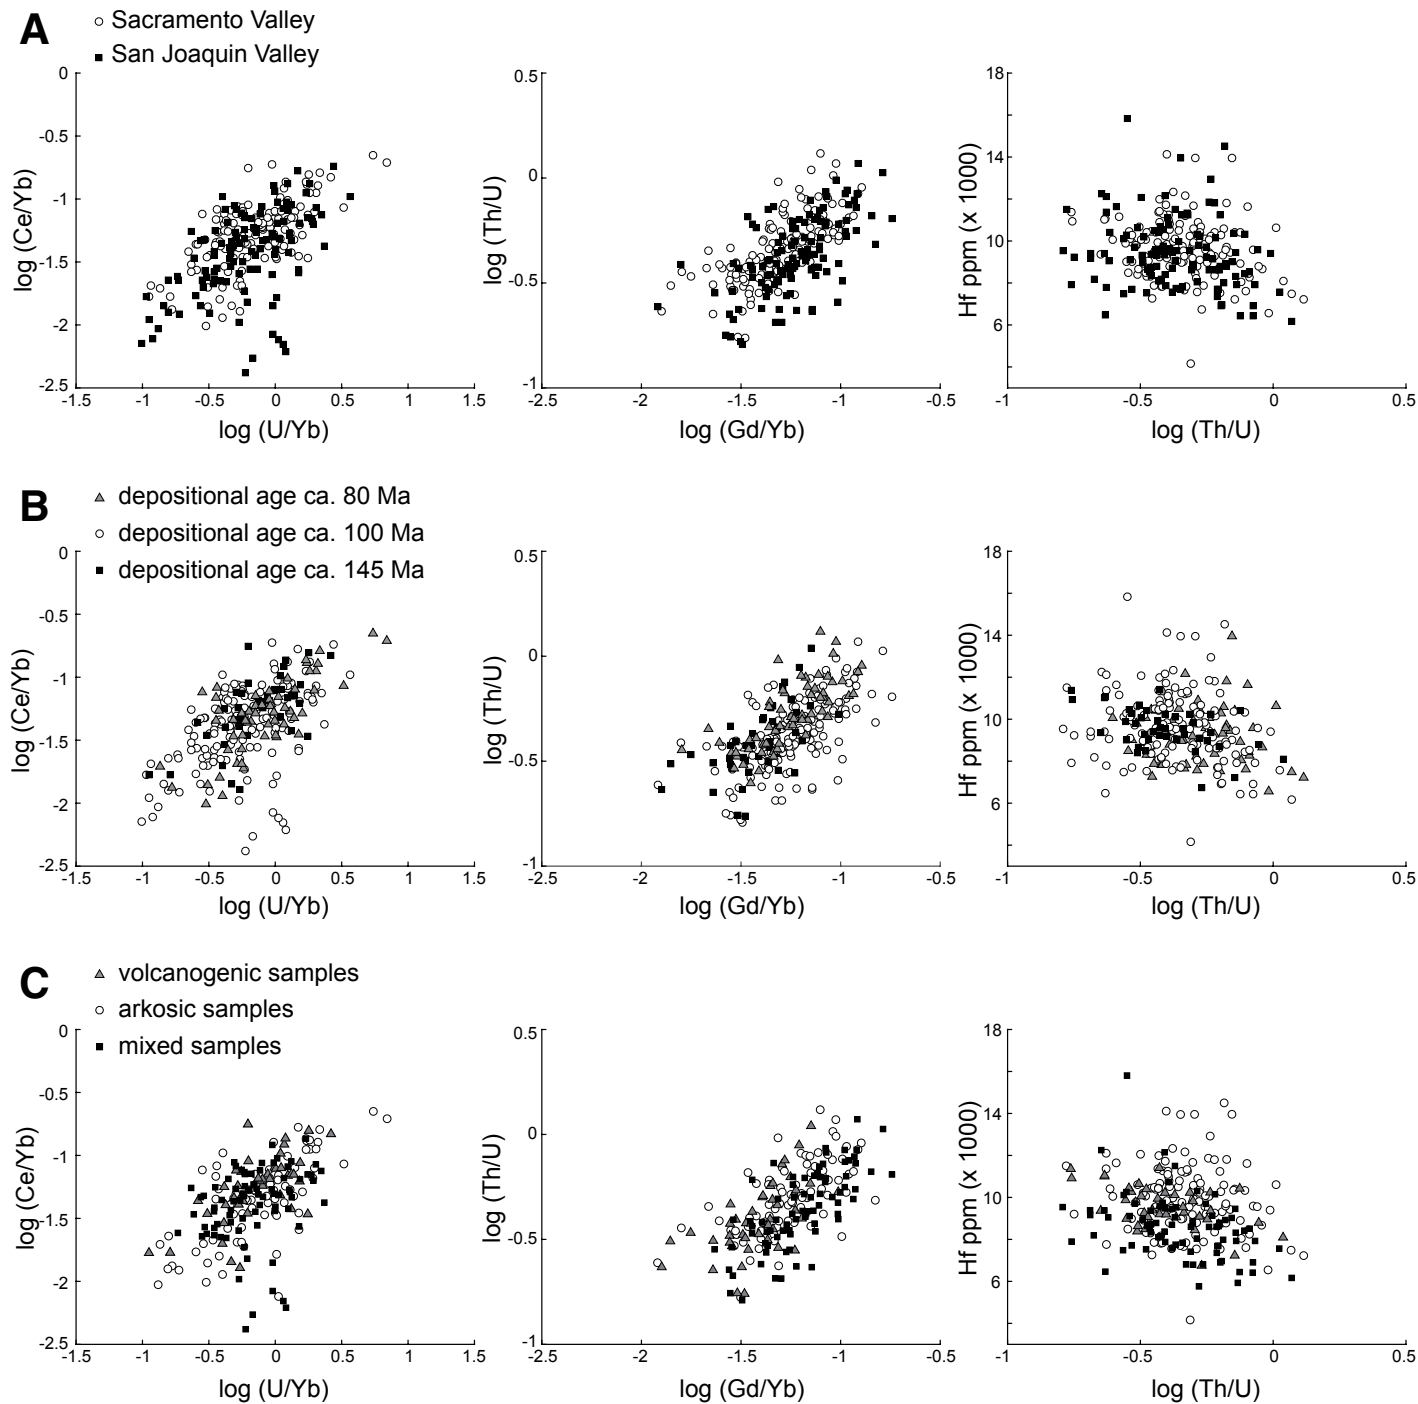 A
Sacramento Valley
San Joaquin Valley
0
-0.5
-1
-1.5
-2
-2.5
-1.5 -1 -0.5 0 0.5 1 1.5
log (Ce/Yb)
log (U/Yb)
0.5
0
-0.5
-1
-2.5 -2 -1.5 -1 -0.5
log (Th/U)
log (Gd/Yb)
18
14
10
6
-1 -0.5 0 0.5
Hf ppm (x 1000)
log (Th/U)
B
depositional age ca. 80 Ma
depositional age ca. 100 Ma
depositional age ca. 145 Ma
0
-0.5
-1
-1.5
-2
-2.5
-1.5 -1 -0.5 0 0.5 1 1.5
log (Ce/Yb)
log (U/Yb)
0.5
0
-0.5
-1
-2.5 -2 -1.5 -1 -0.5
log (Th/U)
log (Gd/Yb)
18
14
10
6
-1 -0.5 0 0.5
Hf ppm (x 1000)
log (Th/U)
C
volcanogenic samples
arkosic samples
mixed samples
0
-0.5
-1
-1.5
-2
-2.5
-1.5 -1 -0.5 0 0.5 1 1.5
log (Ce/Yb)
log (U/Yb)
0.5
0
-0.5
-1
-2.5 -2 -1.5 -1 -0.5
log (Th/U)
log (Gd/Yb)
18
14
10
6
-1 -0.5 0 0.5
Hf ppm (x 1000)
log (Th/U)